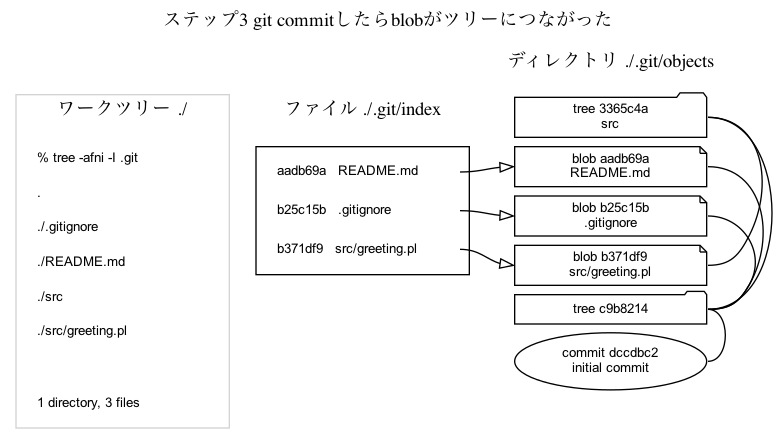 ステップ3 git commitしたらblobがツリーにつながった
ワークツリー ./
% tree -afni -I .git
.
./.gitignore
./README.md
./src
./src/greeting.pl
1 directory, 3 files
ファイル ./.git/index
aadb69a README.md
b25c15b .gitignore
b371df9 src/greeting.pl
ディレクトリ ./.git/objects
tree 3365c4a
src
blob aadb69a
README.md
blob b25c15b
.gitignore
blob b371df9
src/greeting.pl
tree c9b8214
commit dccdbc2
initial commit